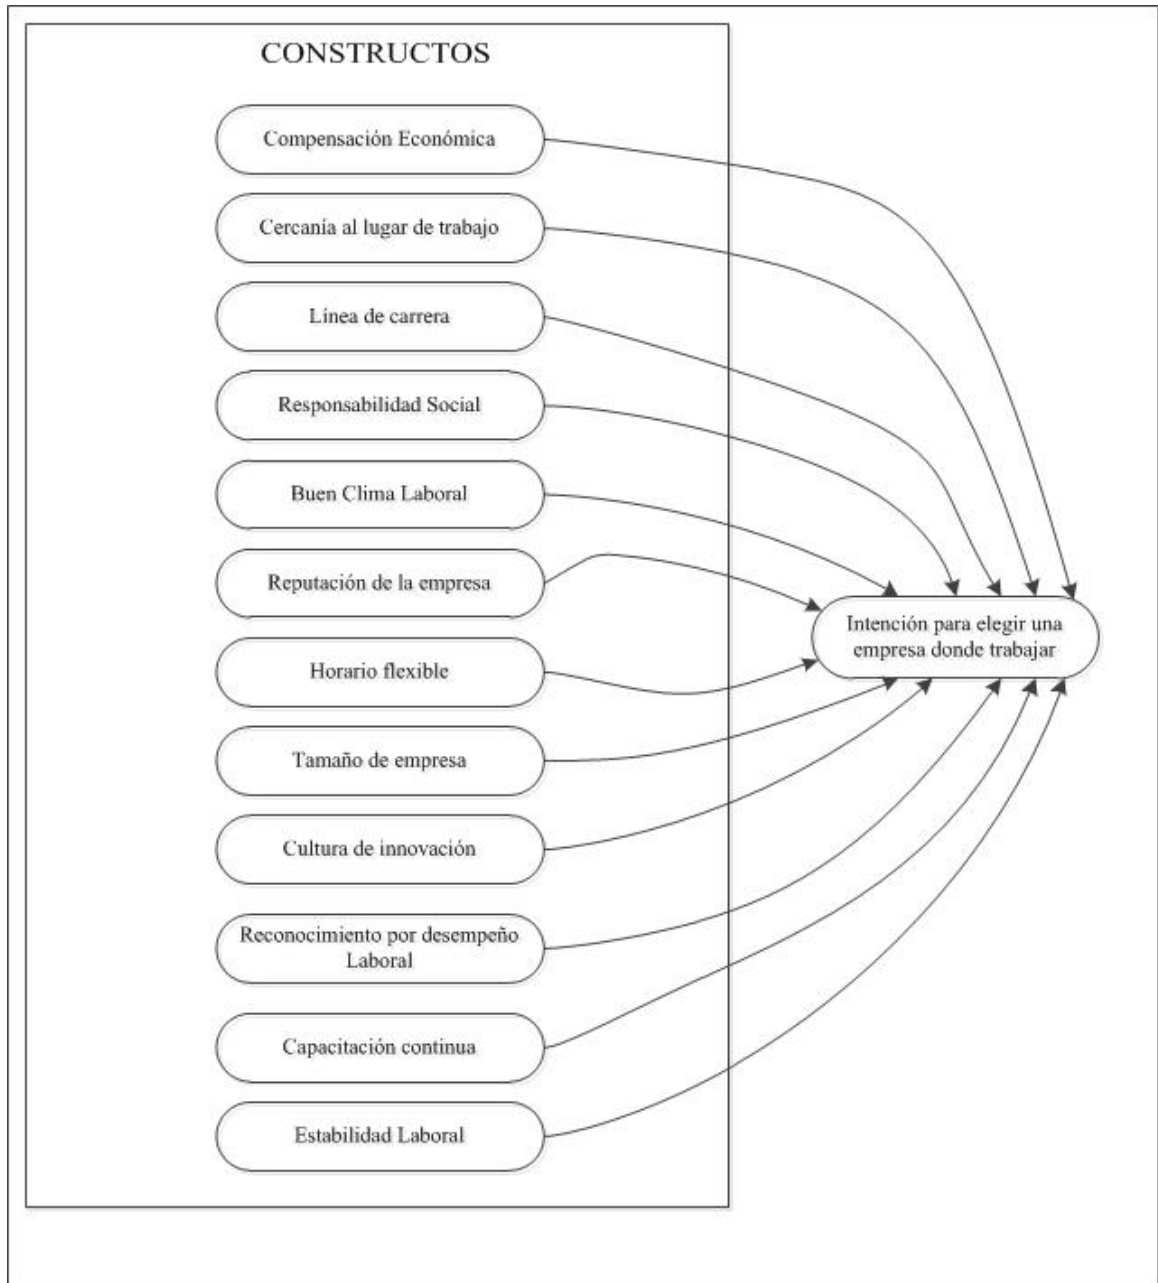 CONSTRUCTOS
Compensación Económica
Cercanía al lugar de trabajo
Línea de carrera
Responsabilidad Social
Buen Clima Laboral
Reputación de la empresa
Horario flexible
Tamaño de empresa
Cultura de innovación
Reconocimiento por desempeño
Laboral
Capacitación continua
Estabilidad Laboral
Intención para elegir una
empresa donde trabajar